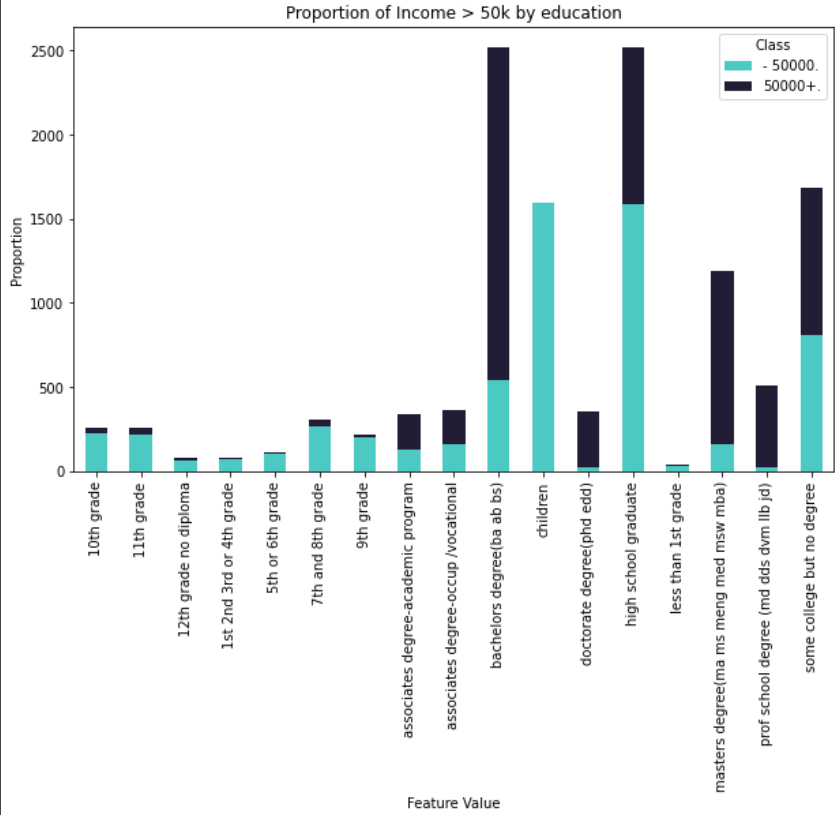 Proportion of Income > 50k by education
Class
- 50000.
50000+.
Proportion
2500
2000
1500
1000
500
0
10th grade
11th grade
12th grade no diploma
1st 2nd 3rd or 4th grade
5th or 6th grade
7th and 8th grade
9th grade
associates degree-academic program
associates degree-occup /vocational
bachelors degree(ba ab bs)
children
doctorate degree(phd edd)
high school graduate
less than 1st grade
masters degree(ma ms meng med msw mba)
prof school degree (md dds dvm llb jd)
some college but no degree
Feature Value